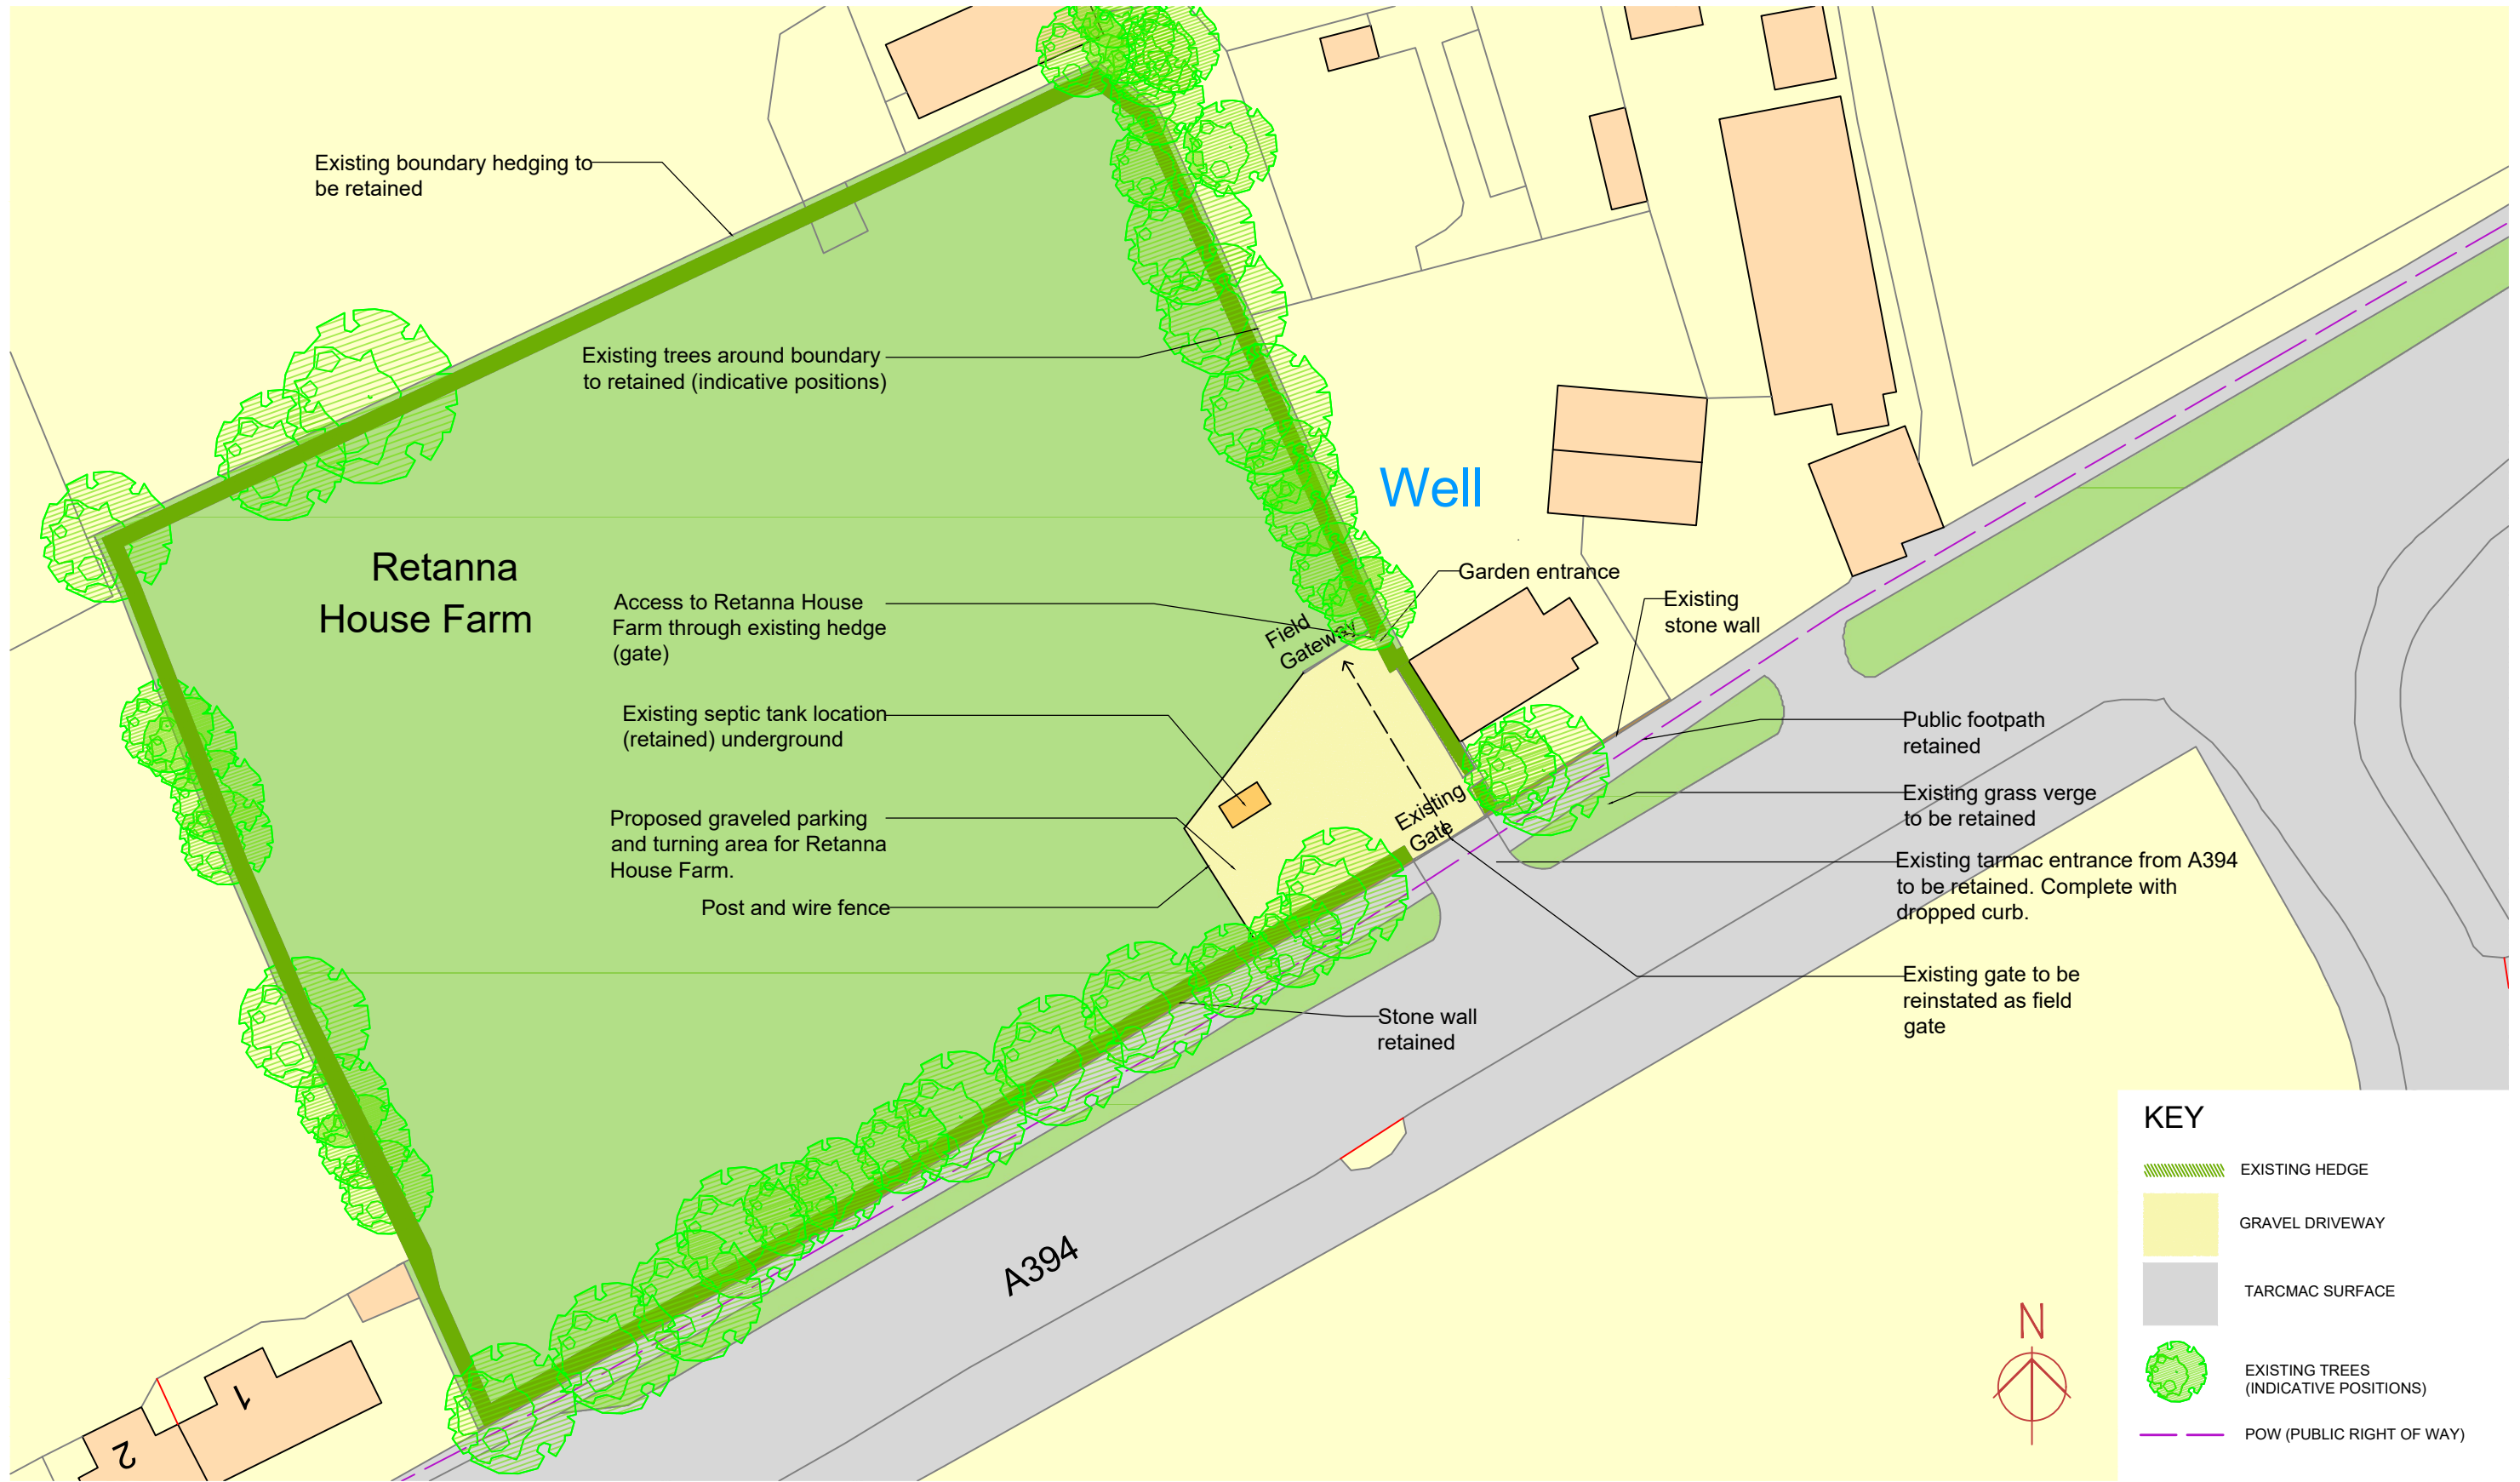 Existing boundary hedging to
be retained
Existing trees around boundary
to retained (indicative positions)
Well
Retanna
House Farm
Access to Retanna House
Farm through existing hedge
(gate)
Field
Gateway
Garden entrance
Existing
stone wall
Existing septic tank location
(retained) underground
Public footpath
retained
Proposed graveled parking
and turning area for Retanna
House Farm.
Existing
Gate
Existing grass verge
to be retained
Existing tarmac entrance from A394
to be retained. Complete with
dropped curb.
Post and wire fence
Existing gate to be
reinstated as field
gate
Stone wall
retained
A394
1
2
N
KEY
EXISTING HEDGE
GRAVEL DRIVEWAY
TARCMAC SURFACE
EXISTING TREES
(INDICATIVE POSITIONS)
POW (PUBLIC RIGHT OF WAY)